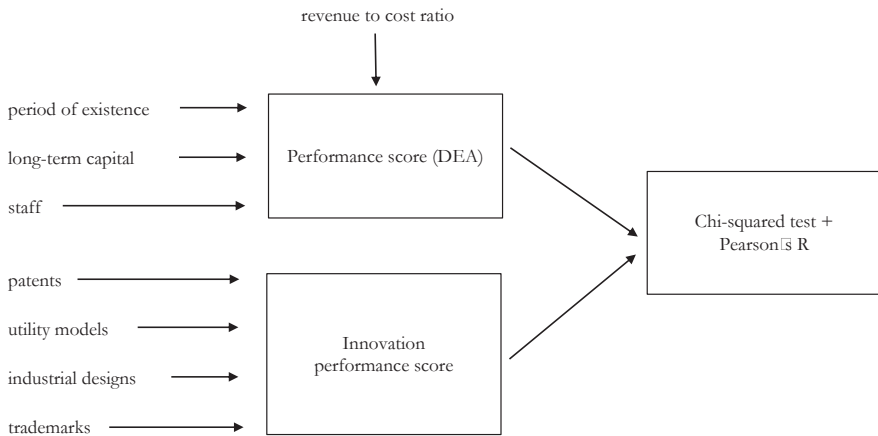 revenue to cost ratio
period of existence
long-term capital
staff
Performance score (DEA)
patents
utility models
industrial designs
trademarks
Innovation
performance score
Chi-squared test +
Pearson s R